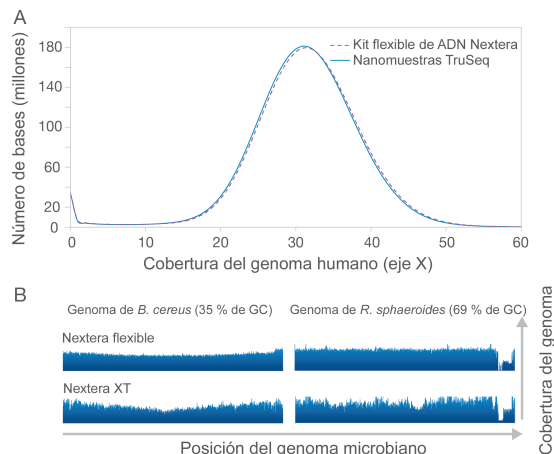 A
Número de bases (millones)
180
140
100
60
20
0
0
10
20
30
40
50
60
Kit flexible de ADN Nextera
Nanomuestras TruSeq
Cobertura del genoma humano (eje X)
B
Genoma de B. cereus (35 % de GC)
Genoma de R. sphaeroides (69 % de GC)
Nextera flexible
Nextera XT
Posición del genoma microbiano
Cobertura del genoma